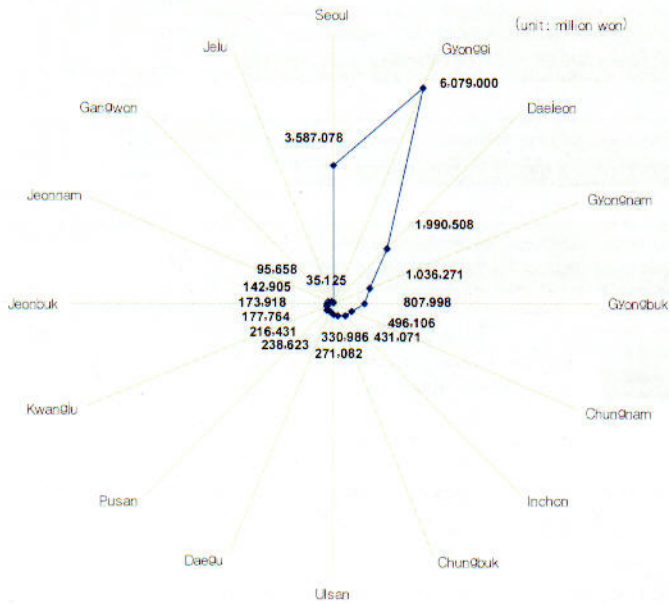 Seoul
(unit: million won)
Jeju
Gyonggi
6,079,000
Gangwon
Daejeon
3,587,078
Jeonnam
Gyongnam
1,990,508
95,658
35,125
1,036,271
142,905
Jeonbuk
173,918
807,998
Gyongbuk
177,764
496,106
216,431
330,986
431,071
238,623
271,082
Kwangju
Chungnam
Pusan
Inchon
Daegu
Chungbuk
Ulsan